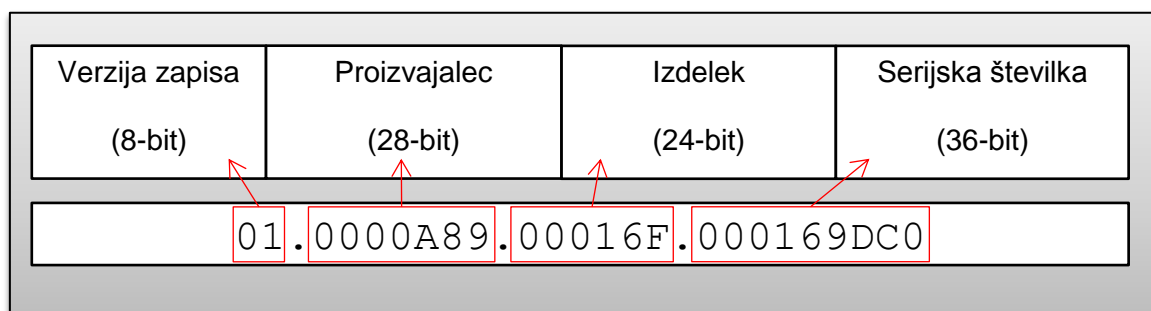 Verzija zapisa Proizvajalec Izdelek Serijska številka
(8-bit) (28-bit) (24-bit) (36-bit)
01.0000A89.00016F.000169DC0